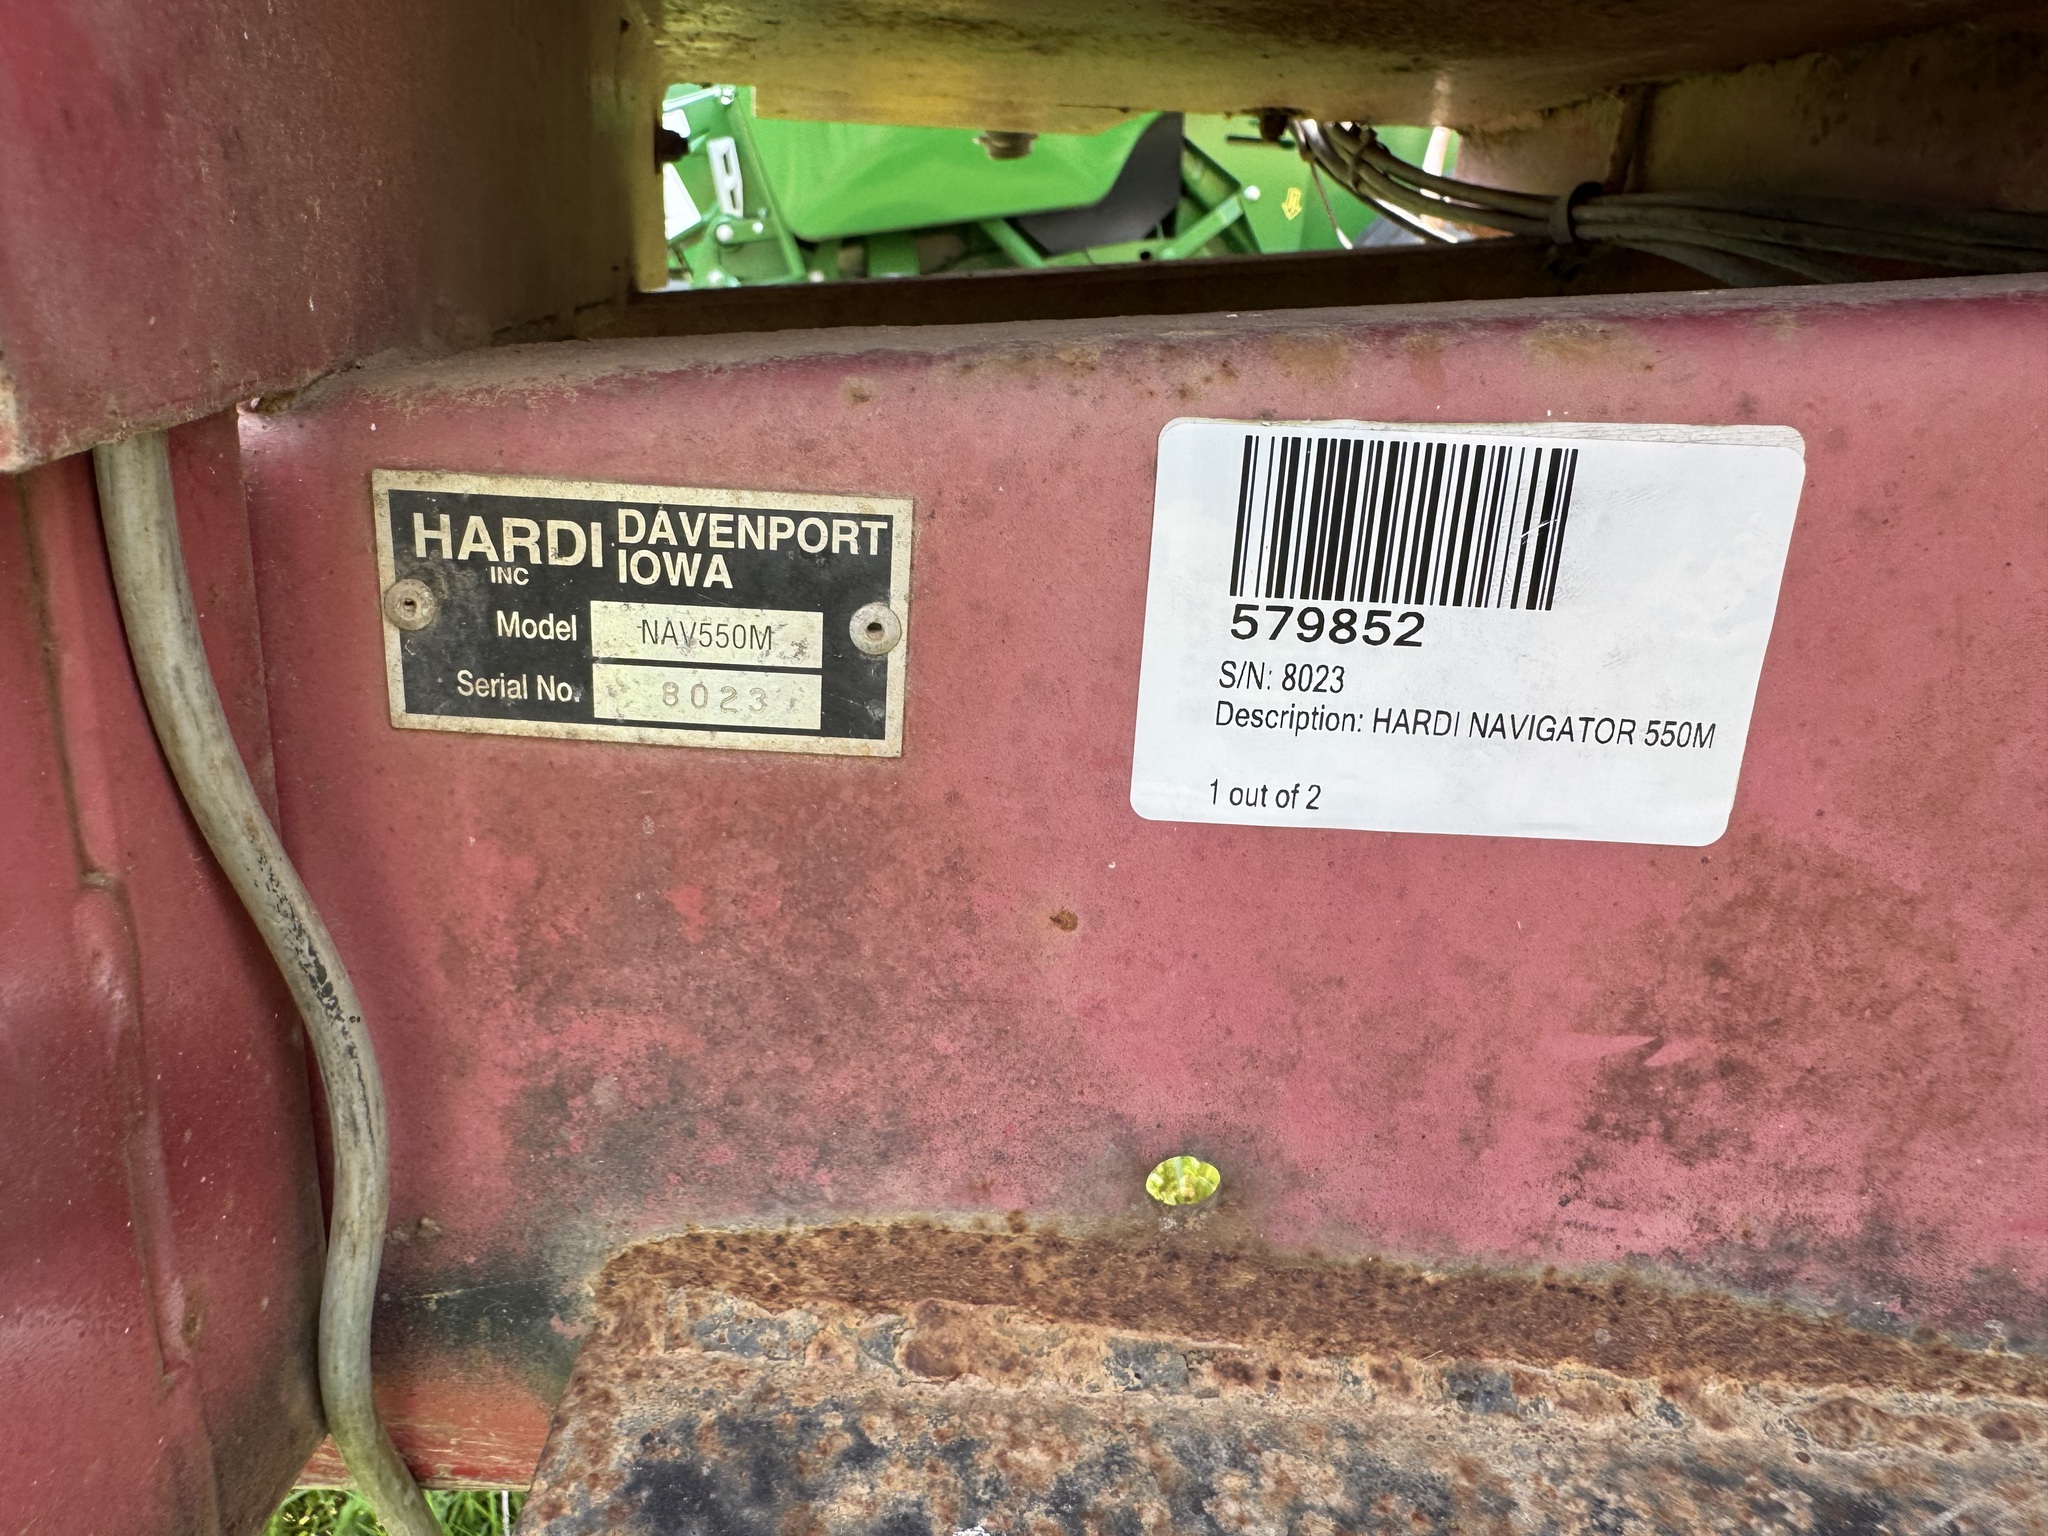 HARDI DAVENPORT
INC IOWA
Model NAV550M
Serial No. 8023
579852
S/N: 8023
Description: HARDI NAVIGATOR 550M
1 out of 2